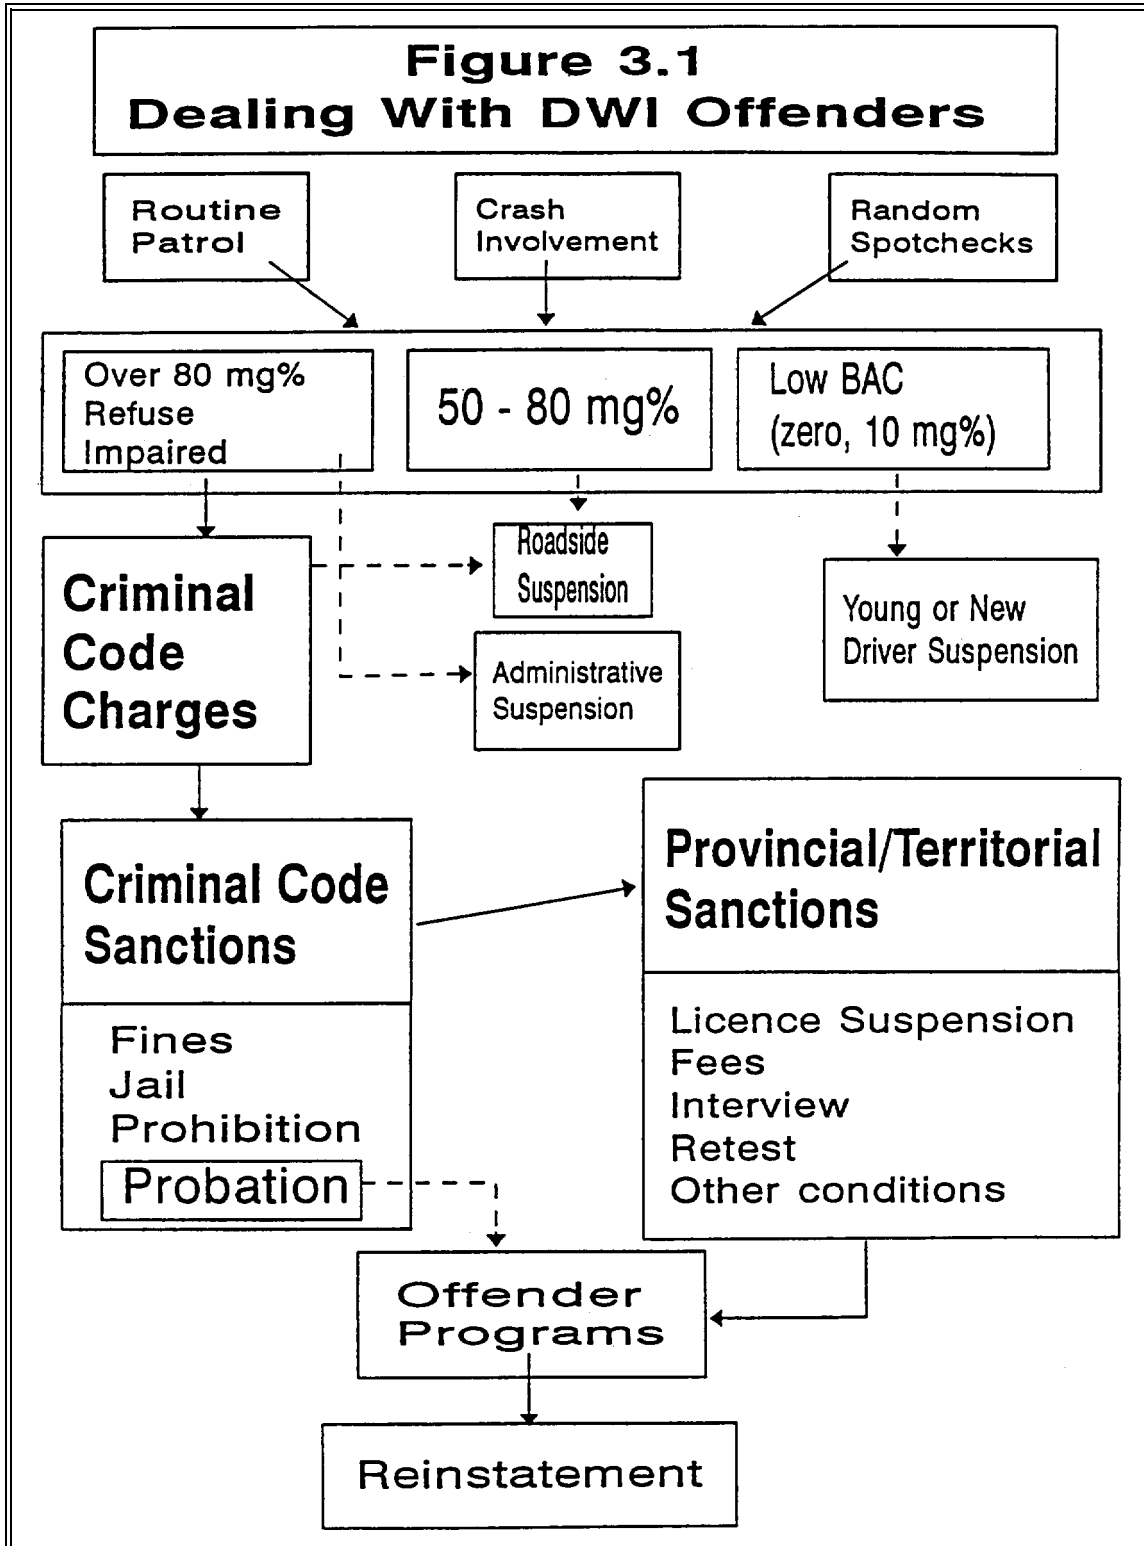 Figure 3.1
Dealing With DWI Offenders
Routine
Patrol
Crash
Involvement
Random
Spotchecks
Over 80 mg%
Refuse
Impaired
50 - 80 mg%
Low BAC
(zero, 10 mg%)
Criminal
Code
Charges
Roadside
Suspension
Administrative
Suspension
Young or New
Driver Suspension
Criminal Code
Sanctions
Fines
Jail
Prohibition
Probation
Provincial/Territorial
Sanctions
Licence Suspension
Fees
Interview
Retest
Other conditions
Offender
Programs
Reinstatement